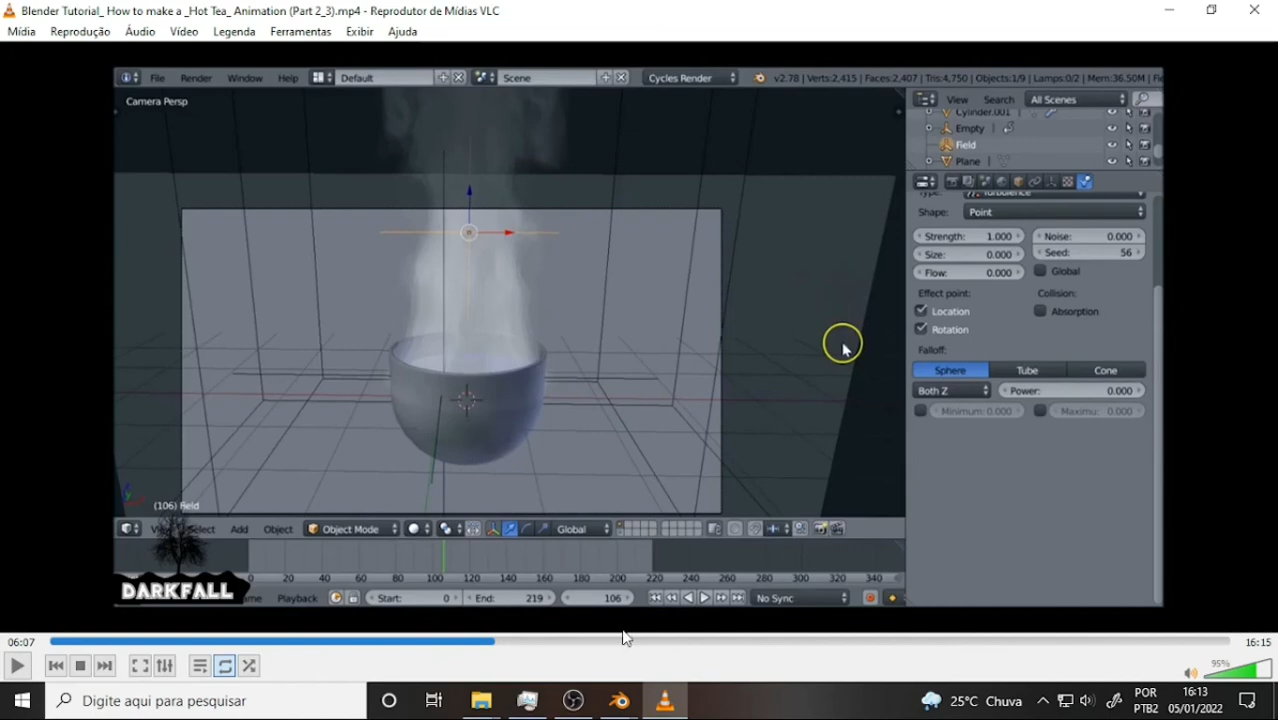 Blender Tutorial_ How to make a _Hot Tea_ Animation (Part 2_3).mp4 - Reprodutor de Mídias VLC
Mídia Reprodução Áudio Vídeo Legenda Ferramentas Exibir Ajuda
File Render Window Help Default Scene Cycles Render v2.78 | Verts:2,415 | Faces:2,407 | Tris:4,750 | Objects:1/9 | Lamps:0/2 | Mem:36.50M | Fie
Camera Persp
View Search All Scenes
Cylinder.001
Empty
Field
Plane
Type: Turbulence
Shape: Point
Strength: 1.000 Noise: 0.000
Size: 0.000 Seed: 56
Flow: 0.000 Global
Effect point: Collision:
Location Absorption
Rotation
Falloff:
Sphere Tube Cone
Both Z Power: 0.000
Minimum: 0.000 Maximu: 0.000
(106) Field
Select Add Object Object Mode Global
DARKFALL
0 20 40 60 80 100 120 140 160 180 200 220 240 260 280 300 320 340
Playback Start: 0 End: 219 106 No Sync
06:07 16:15
95%
Digite aqui para pesquisar
25°C Chuva
POR
PTB2
16:13
05/01/2022